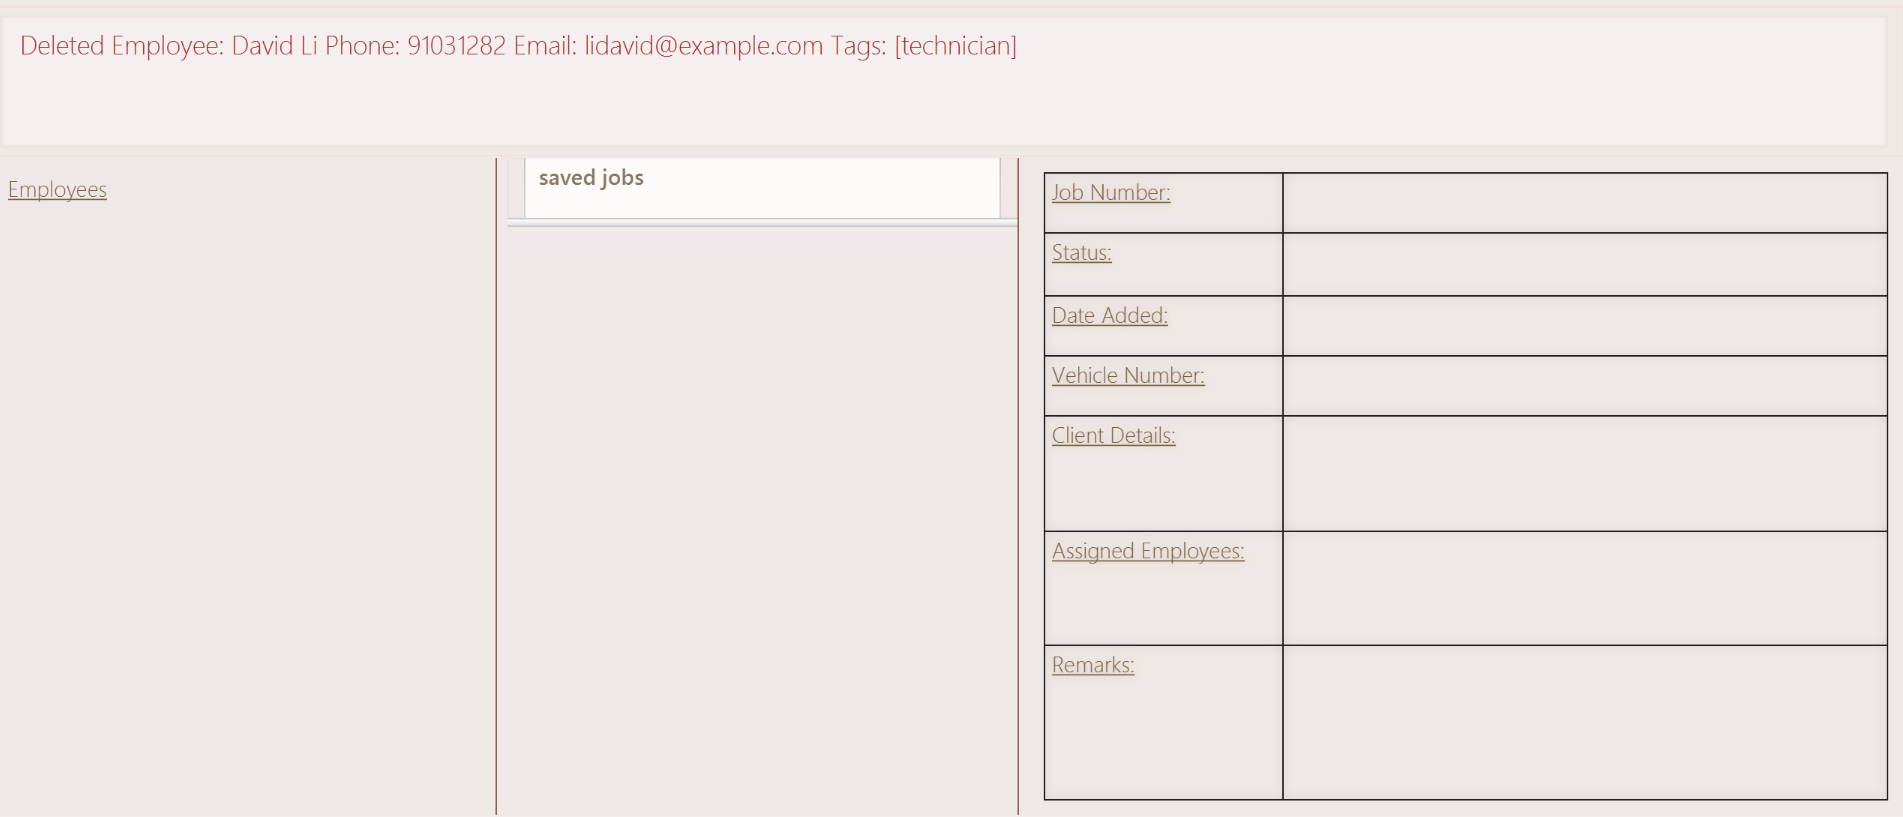 Deleted Employee: David Li Phone: 91031282 Email: lidavid@example.com Tags: [technician]
Employees
saved jobs
Job Number:
Status:
Date Added:
Vehicle Number:
Client Details:
Assigned Employees:
Remarks: